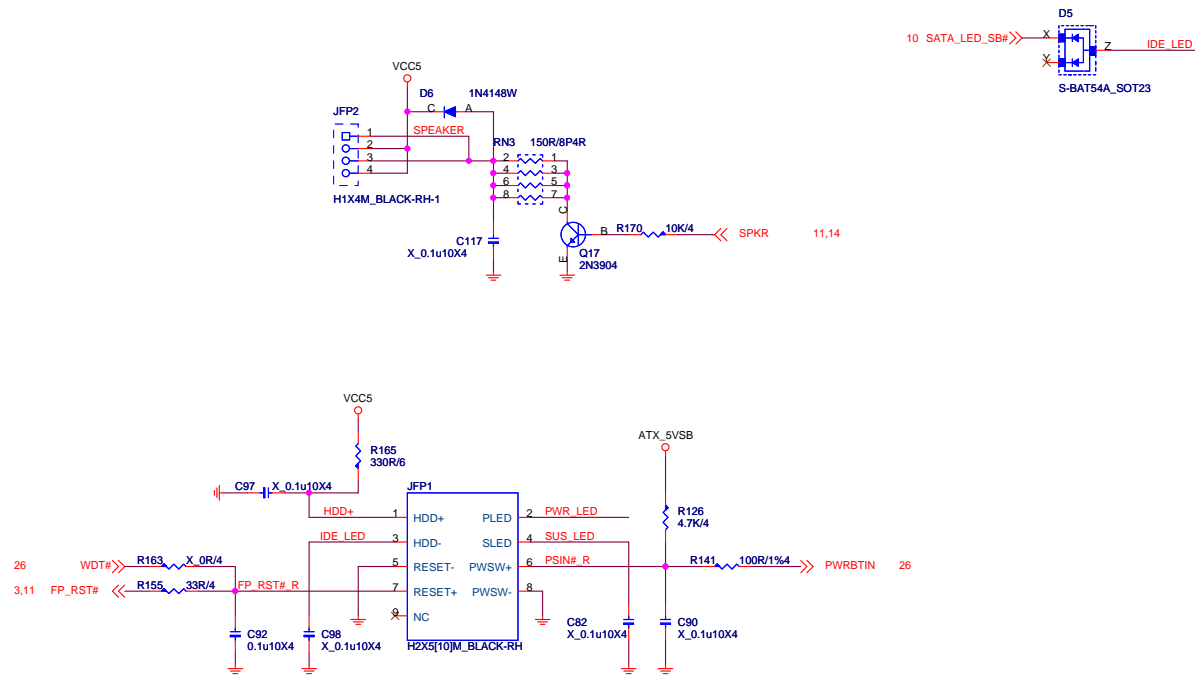 D5
10 SATA_LED_SB#
X
Y
Z
IDE_LED
S-BAT54A_SOT23
VCC5
D6
1N4148W
C
A
JFP2
SPEAKER
1
2
3
4
H1X4M_BLACK-RH-1
RN3
150R/8P4R
2
1
4
3
6
5
8
7
C
B
E
R170
10K/4
SPKR
11,14
C117
X_0.1u10X4
Q17
2N3904
VCC5
R165
330R/6
C97
X_0.1u10X4
HDD+
IDE_LED
26
WDT#
R163
X_0R/4
3,11
FP_RST#
R155
33R/4
FP_RST#_R
C92
0.1u10X4
C98
X_0.1u10X4
JFP1
1
HDD+
PLED
2
PWR_LED
3
HDD-
SLED
4
SUS_LED
5
RESET-
PWSW+
6
PSIN#_R
7
RESET+
PWSW-
8
9
NC
H2X5[10]M_BLACK-RH
ATX_5VSB
R126
4.7K/4
R141
100R/1%4
PWRBTIN
26
C82
X_0.1u10X4
C90
X_0.1u10X4